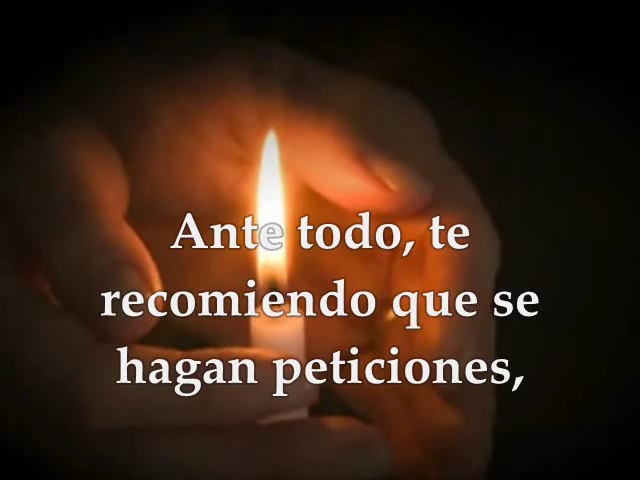 Ante todo, te
recomiendo que se
hagan peticiones,